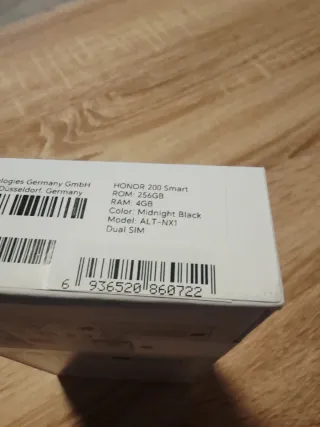 ologies Germany GmbH
Düsseldorf, Germany
HONOR 200 Smart
ROM: 256GB
RAM: 4GB
Color: Midnight Black
Model: ALT-NX1
Dual SIM
6 936520 860722